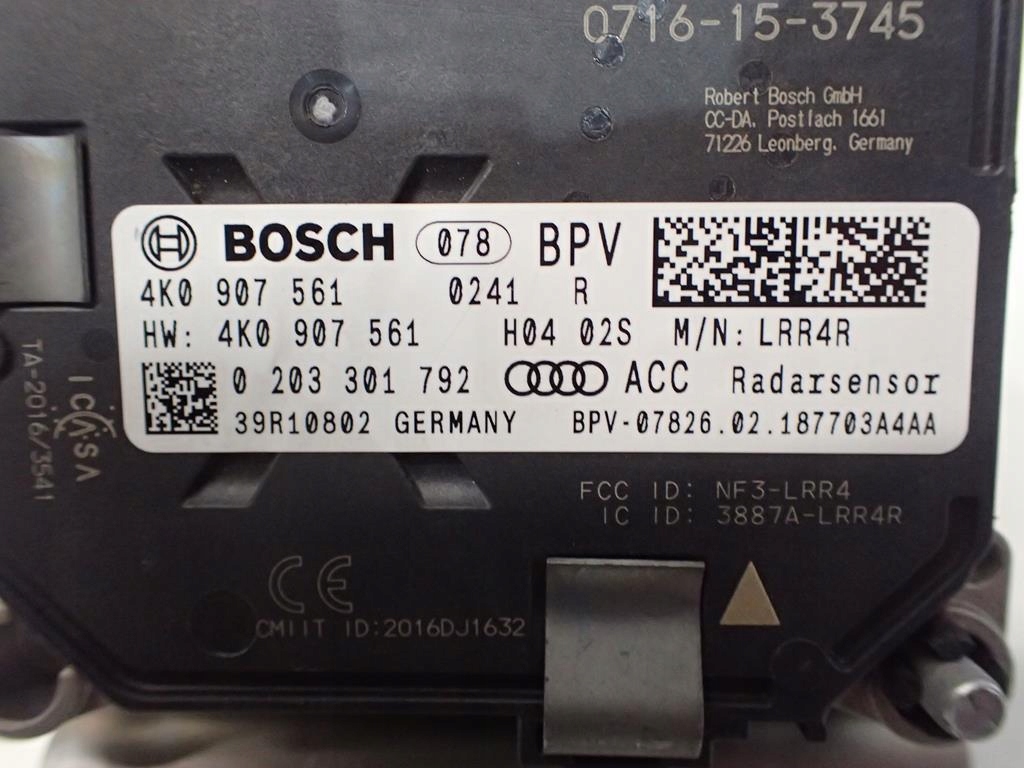 0716-15-3745
Robert Bosch GmbH
CC-DA, Postfach 1661
71226 Leonberg, Germany
BOSCH 078 BPV
4K0 907 561 0241 R
HW: 4K0 907 561 H04 02S M/N: LRR4R
0 203 301 792 ACC Radarsensor
39R10802 GERMANY BPV-07826.02.187703A4AA
TA-2016/3541
ICASA
FCC ID: NF3-LRR4
IC ID: 3887A-LRR4R
CE
CMIIT ID:2016DJ1632